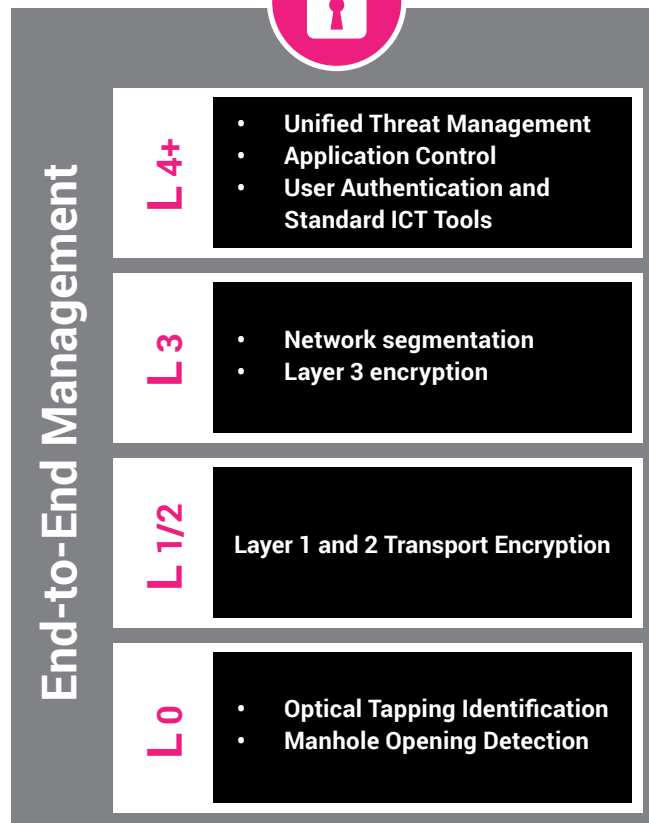 End-to-End Management
L 4+
• Unified Threat Management
• Application Control
• User Authentication and
Standard ICT Tools
L 3
• Network segmentation
• Layer 3 encryption
L 1/2
Layer 1 and 2 Transport Encryption
L 0
• Optical Tapping Identification
• Manhole Opening Detection